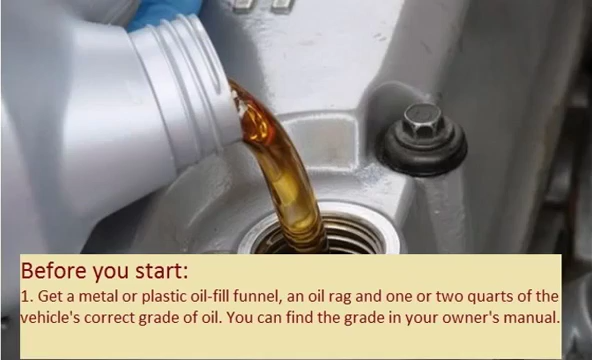 Before you start:
1. Get a metal or plastic oil-fill funnel, an oil rag and one or two quarts of the
vehicle's correct grade of oil. You can find the grade in your owner's manual.